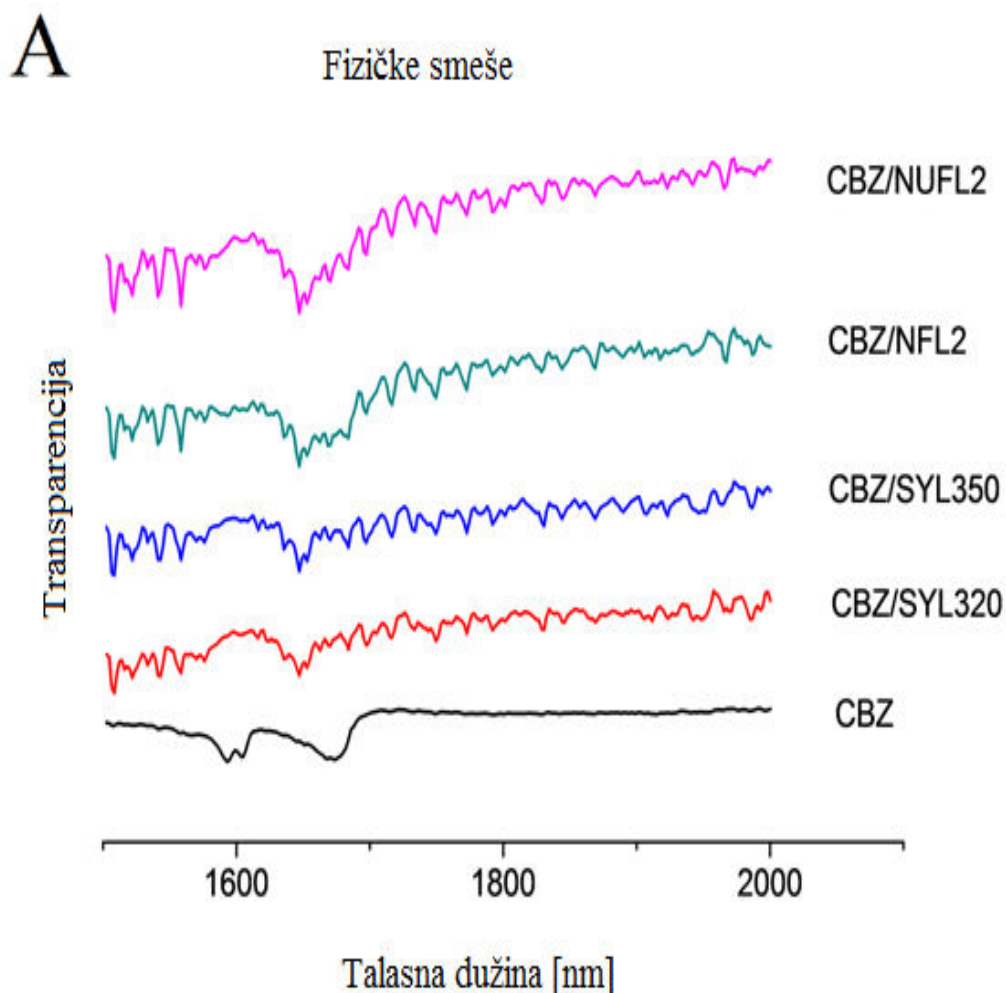 A
Fizičke smeše
CBZ/NUFL2
CBZ/NFL2
CBZ/SYL350
CBZ/SYL320
CBZ
Transparencija
1600
1800
2000
Talasna dužina [nm]